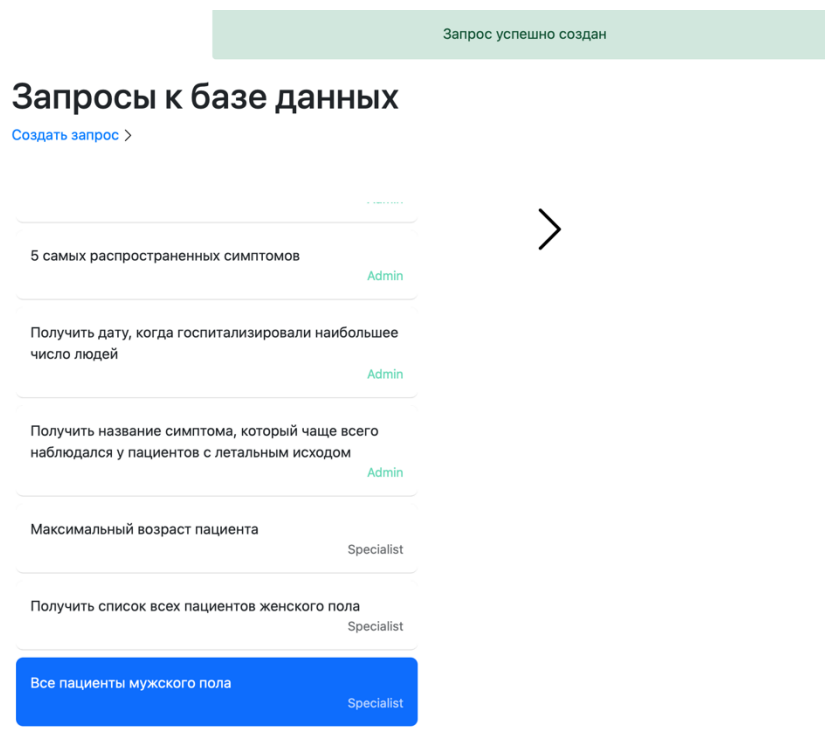 Запрос успешно создан
Запросы к базе данных
Создать запрос >
5 самых распространенных симптомов
Admin
Получить дату, когда госпитализировали наибольшее
число людей
Admin
Получить название симптома, который чаще всего
наблюдался у пациентов с летальным исходом
Admin
Максимальный возраст пациента
Specialist
Получить список всех пациентов женского пола
Specialist
Все пациенты мужского пола
Specialist